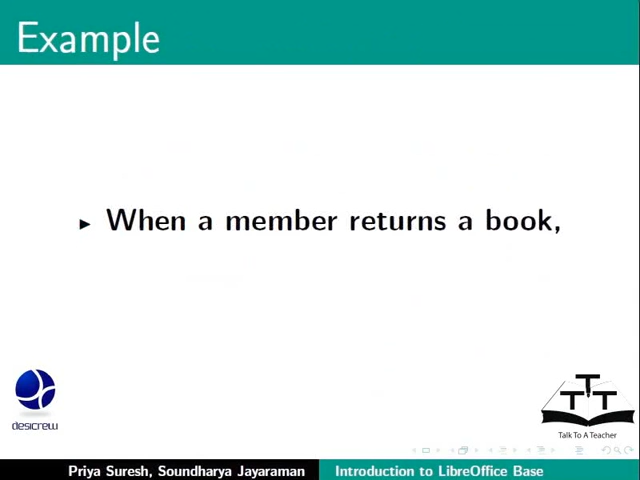 Example
▸ When a member returns a book,
desicrew
T
T T
Talk To A Teacher
Priya Suresh, Soundharya Jayaraman Introduction to LibreOffice Base